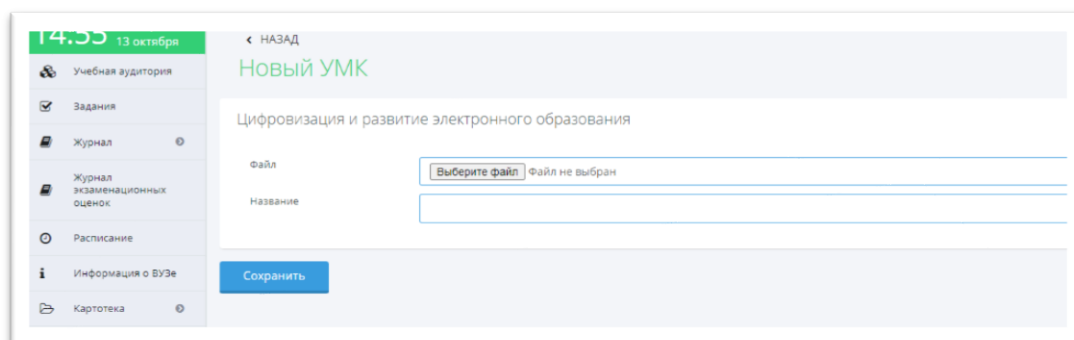 14:55 13 октября
Учебная аудитория
Задания
Журнал
Журнал
экзаменационных
оценок
Расписание
Информация о ВУЗе
Картотека
НАЗАД
Новый УМК
Цифровизация и развитие электронного образования
Файл
Выберите файл Файл не выбран
Название
Сохранить